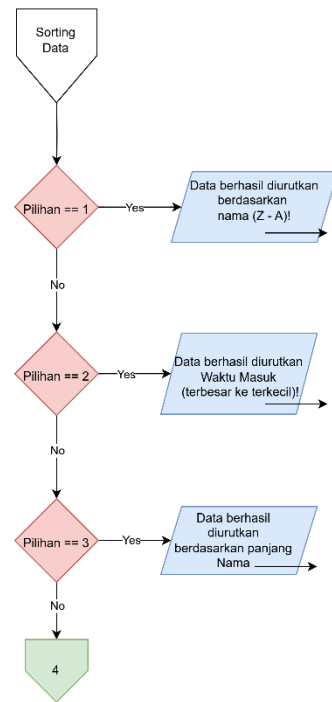 Sorting
Data
Pilihan == 1
Yes
Data berhasil diurutkan
berdasarkan
nama (Z - A)!
No
Pilihan == 2
Yes
Data berhasil diurutkan
Waktu Masuk
(terbesar ke terkecil)!
No
Pilihan == 3
Yes
Data berhasil
diurutkan
berdasarkan panjang
Nama
No
4